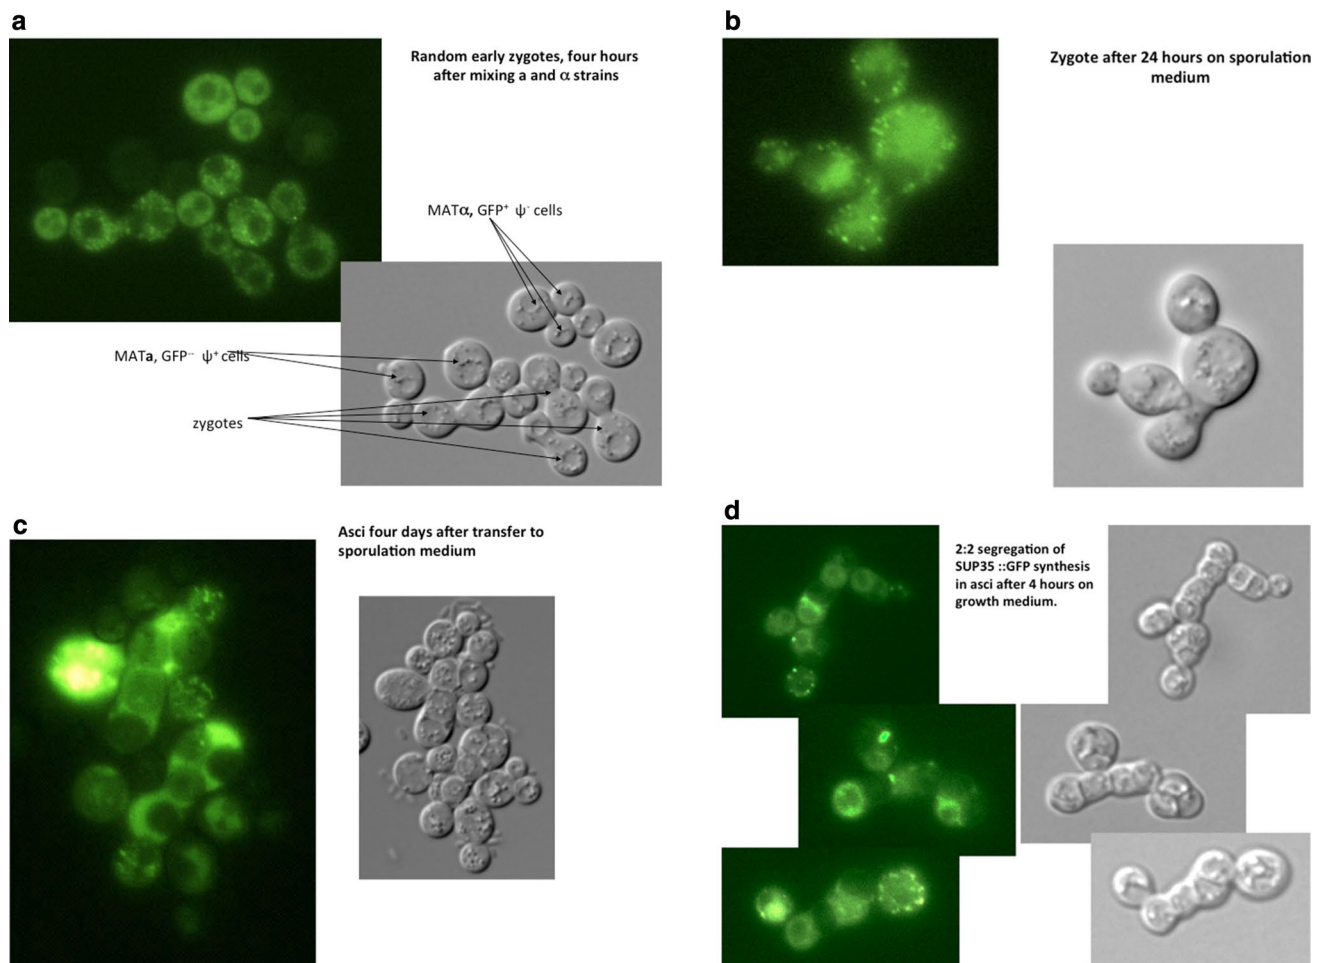 a
Random early zygotes, four hours
after mixing a and α strains
MATα, GFP⁺ ψ⁻ cells
MATa, GFP⁻⁻ ψ⁺ cells
zygotes
b
Zygote after 24 hours on sporulation
medium
c
Asci four days after transfer to
sporulation medium
d
2:2 segregation of
SUP35 ::GFP synthesis
in asci after 4 hours on
growth medium.